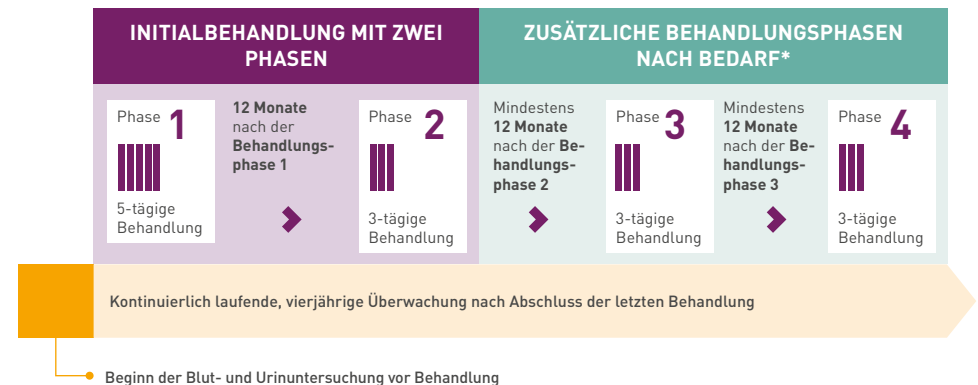 INITIALBEHANDLUNG MIT ZWEI
PHASEN
ZUSÄTZLICHE BEHANDLUNGSPHASEN
NACH BEDARF*
Phase 1
5-tägige
Behandlung
12 Monate
nach der
Behandlungs-
phase 1
Phase 2
3-tägige
Behandlung
Mindestens
12 Monate
nach der Be-
handlungs-
phase 2
Phase 3
3-tägige
Behandlung
Mindestens
12 Monate
nach der Be-
handlungs-
phase 3
Phase 4
3-tägige
Behandlung
Kontinuierlich laufende, vierjährige Überwachung nach Abschluss der letzten Behandlung
Beginn der Blut- und Urinuntersuchung vor Behandlung